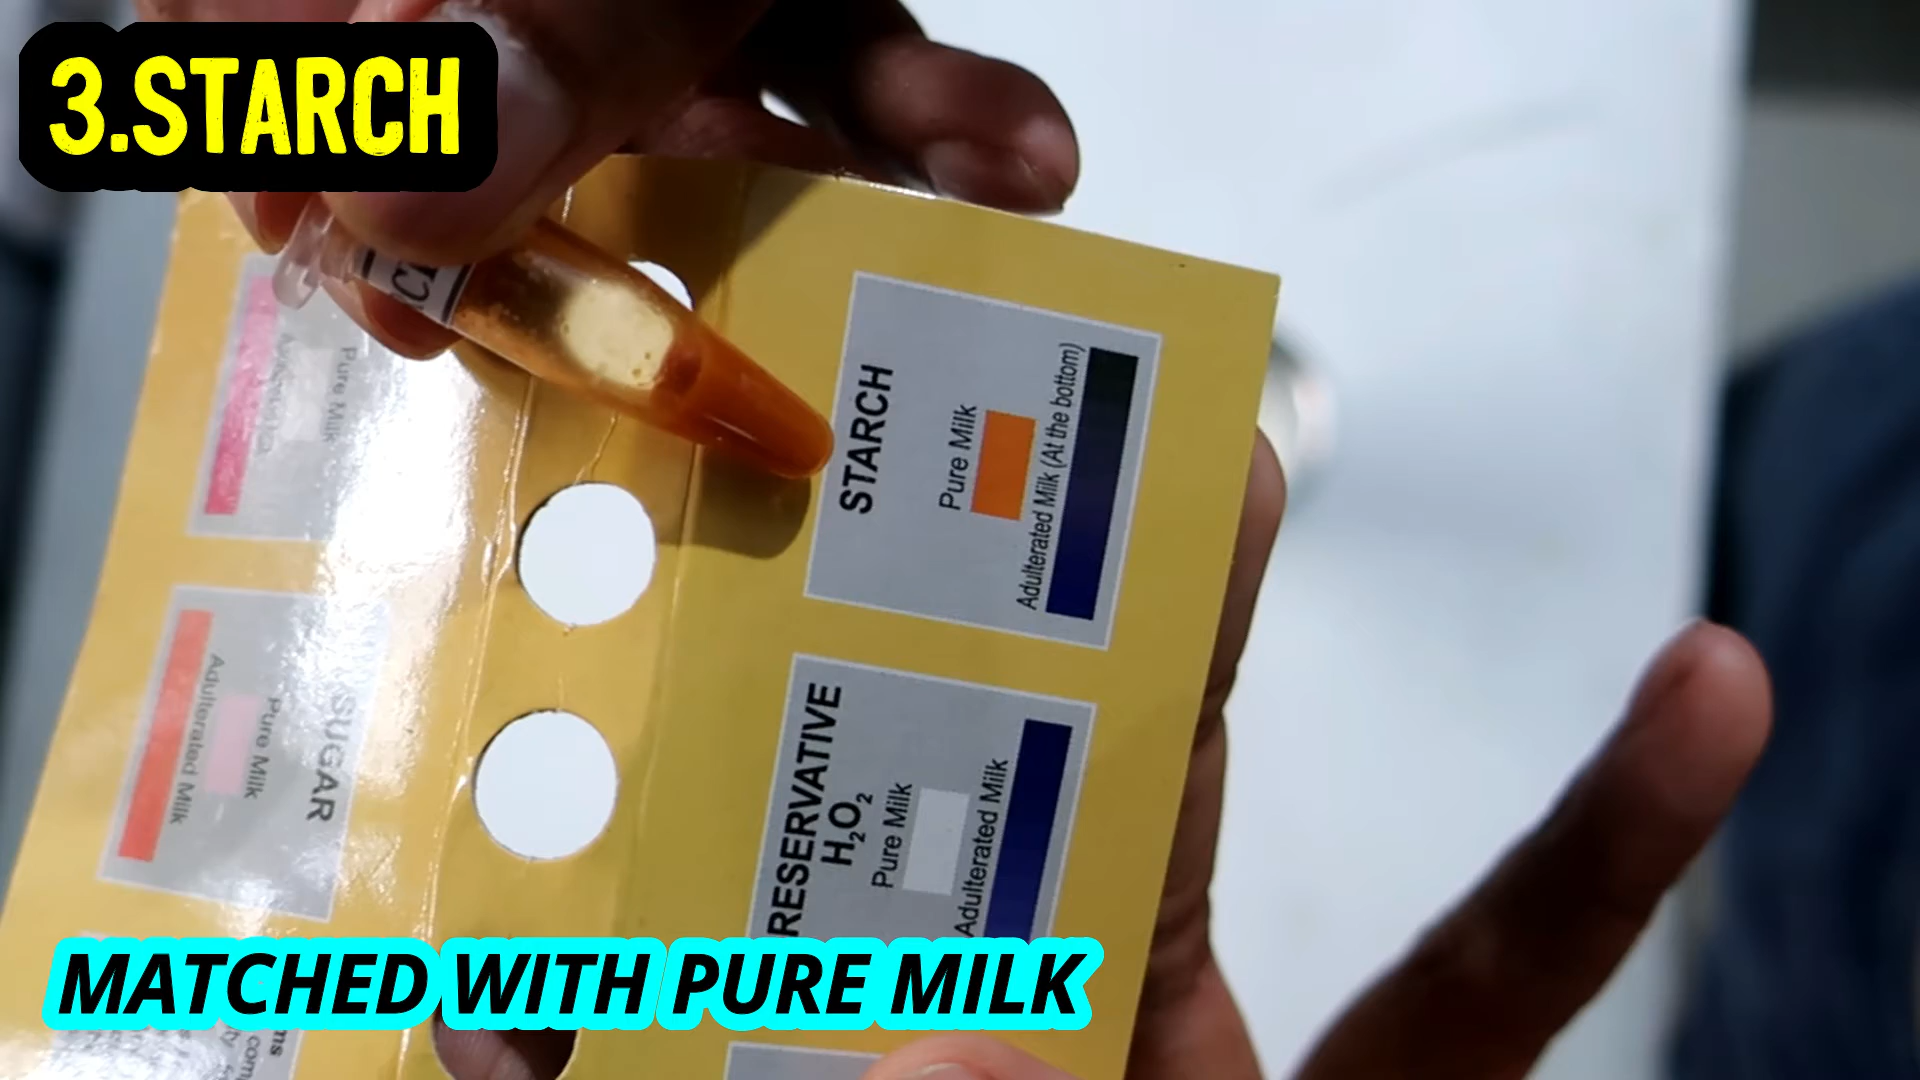 3.STARCH
STARCH
Pure Milk
Adulterated Milk (At the bottom)
RESERVATIVE
H₂O₂
Pure Milk
Adulterated Milk
Pure Milk
SUGAR
Pure Milk
Adulterated Milk
MATCHED WITH PURE MILK